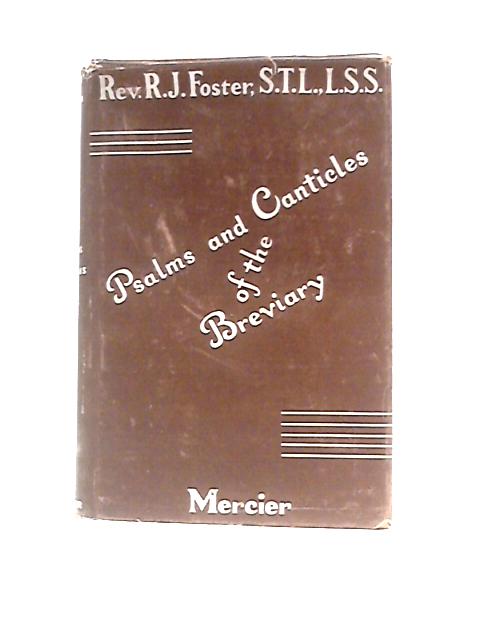 Rev. R.J. Foster, S.T.L., L.S.S.
Psalms and Canticles
of the
Breviary
Mercier